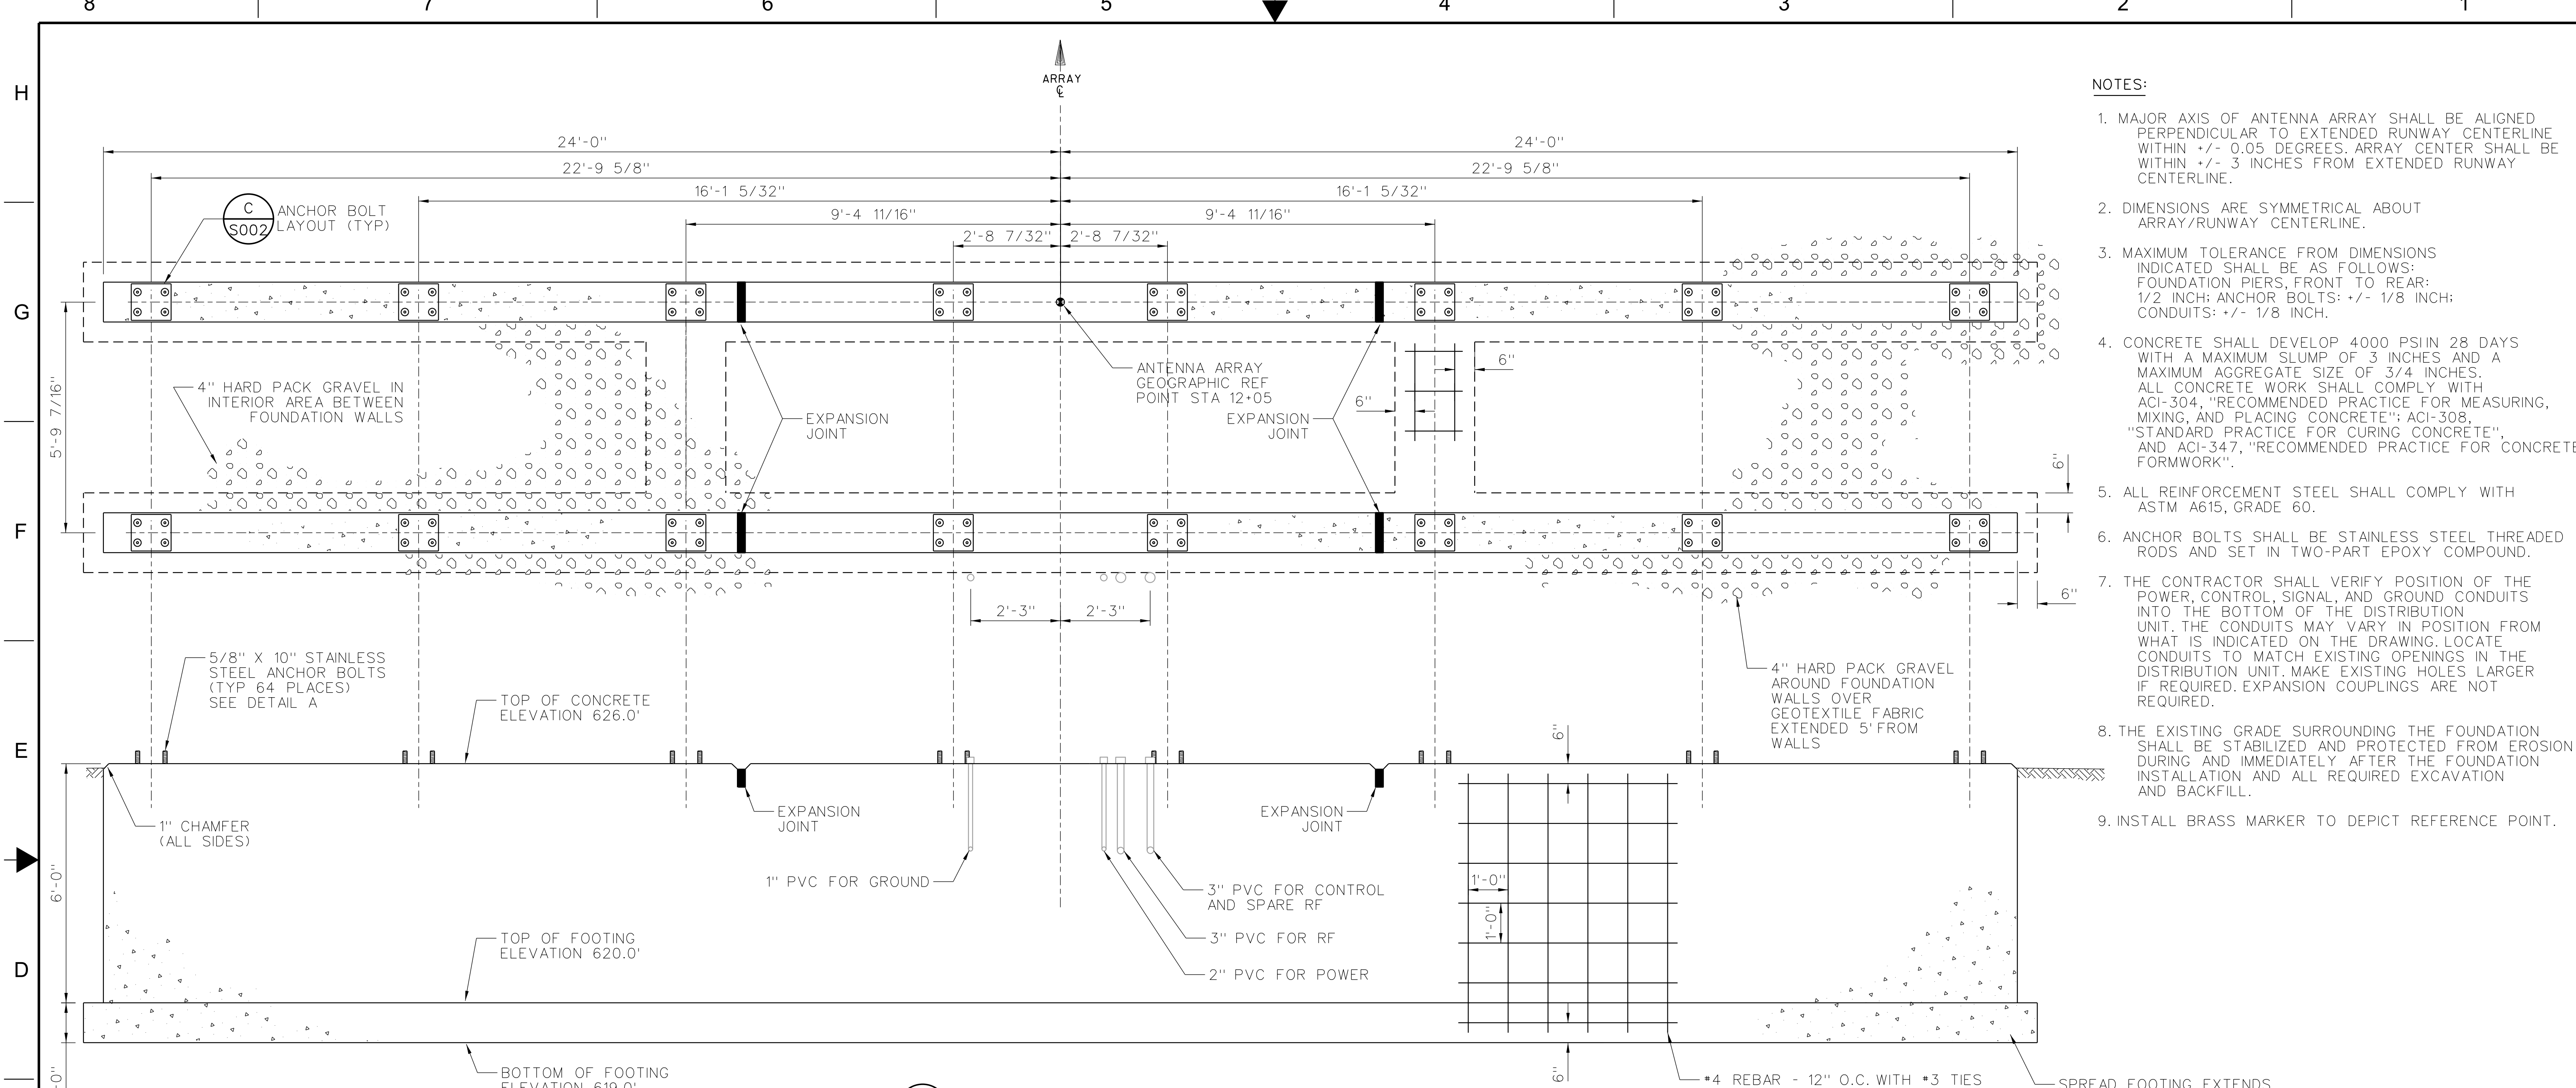 8 7 6 5 4 3 2 1
H
G
F
E
D
ARRAY
℄
24'-0" 24'-0"
22'-9 5/8" 22'-9 5/8"
16'-1 5/32" 16'-1 5/32"
9'-4 11/16" 9'-4 11/16"
2'-8 7/32" 2'-8 7/32"
C
S002
ANCHOR BOLT
LAYOUT (TYP)
5'-9 7/16"
4" HARD PACK GRAVEL IN
INTERIOR AREA BETWEEN
FOUNDATION WALLS
EXPANSION
JOINT
ANTENNA ARRAY
GEOGRAPHIC REF
POINT STA 12+05
EXPANSION
JOINT
6"
6"
6"
6"
2'-3" 2'-3"
5/8" X 10" STAINLESS
STEEL ANCHOR BOLTS
(TYP 64 PLACES)
SEE DETAIL A
TOP OF CONCRETE
ELEVATION 626.0'
4" HARD PACK GRAVEL
AROUND FOUNDATION
WALLS OVER
GEOTEXTILE FABRIC
EXTENDED 5' FROM
WALLS
6"
1" CHAMFER
(ALL SIDES)
EXPANSION
JOINT
EXPANSION
JOINT
6'-0"
1" PVC FOR GROUND
3" PVC FOR CONTROL
AND SPARE RF
3" PVC FOR RF
2" PVC FOR POWER
1'-0"
1'-0"
TOP OF FOOTING
ELEVATION 620.0'
BOTTOM OF FOOTING
ELEVATION 619.0'
6"
#4 REBAR - 12" O.C. WITH #3 TIES
SPREAD FOOTING EXTENDS
NOTES:
1. MAJOR AXIS OF ANTENNA ARRAY SHALL BE ALIGNED
PERPENDICULAR TO EXTENDED RUNWAY CENTERLINE
WITHIN +/- 0.05 DEGREES. ARRAY CENTER SHALL BE
WITHIN +/- 3 INCHES FROM EXTENDED RUNWAY
CENTERLINE.
2. DIMENSIONS ARE SYMMETRICAL ABOUT
ARRAY/RUNWAY CENTERLINE.
3. MAXIMUM TOLERANCE FROM DIMENSIONS
INDICATED SHALL BE AS FOLLOWS:
FOUNDATION PIERS, FRONT TO REAR:
1/2 INCH; ANCHOR BOLTS: +/- 1/8 INCH;
CONDUITS: +/- 1/8 INCH.
4. CONCRETE SHALL DEVELOP 4000 PSI IN 28 DAYS
WITH A MAXIMUM SLUMP OF 3 INCHES AND A
MAXIMUM AGGREGATE SIZE OF 3/4 INCHES.
ALL CONCRETE WORK SHALL COMPLY WITH
ACI-304, "RECOMMENDED PRACTICE FOR MEASURING,
MIXING, AND PLACING CONCRETE"; ACI-308,
"STANDARD PRACTICE FOR CURING CONCRETE",
AND ACI-347, "RECOMMENDED PRACTICE FOR CONCRETE
FORMWORK".
5. ALL REINFORCEMENT STEEL SHALL COMPLY WITH
ASTM A615, GRADE 60.
6. ANCHOR BOLTS SHALL BE STAINLESS STEEL THREADED
RODS AND SET IN TWO-PART EPOXY COMPOUND.
7. THE CONTRACTOR SHALL VERIFY POSITION OF THE
POWER, CONTROL, SIGNAL, AND GROUND CONDUITS
INTO THE BOTTOM OF THE DISTRIBUTION
UNIT. THE CONDUITS MAY VARY IN POSITION FROM
WHAT IS INDICATED ON THE DRAWING. LOCATE
CONDUITS TO MATCH EXISTING OPENINGS IN THE
DISTRIBUTION UNIT. MAKE EXISTING HOLES LARGER
IF REQUIRED. EXPANSION COUPLINGS ARE NOT
REQUIRED.
8. THE EXISTING GRADE SURROUNDING THE FOUNDATION
SHALL BE STABILIZED AND PROTECTED FROM EROSION
DURING AND IMMEDIATELY AFTER THE FOUNDATION
INSTALLATION AND ALL REQUIRED EXCAVATION
AND BACKFILL.
9. INSTALL BRASS MARKER TO DEPICT REFERENCE POINT.